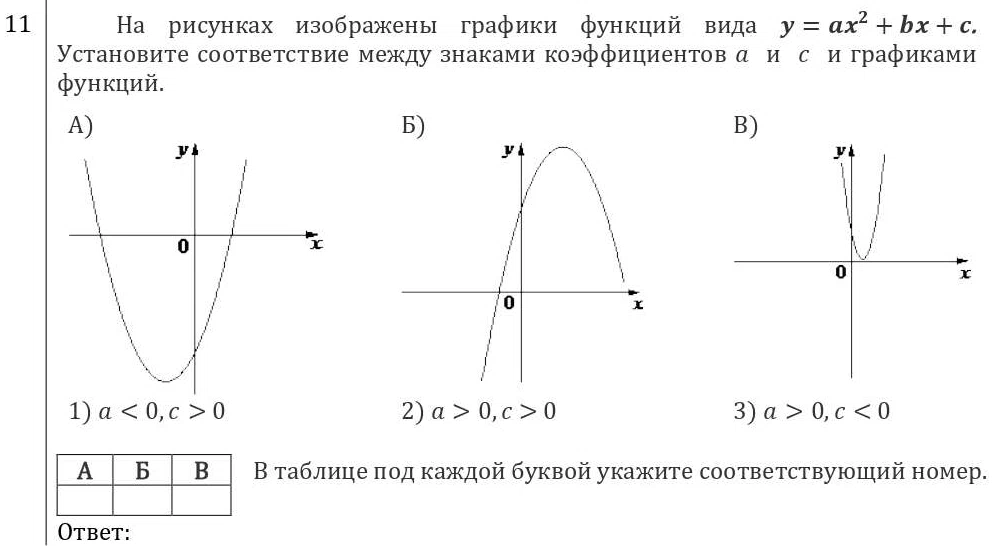 11 На рисунках изображены графики функций вида y = ax² + bx + c.
Установите соответствие между знаками коэффициентов a и c и графиками
функций.
А) Б) В)
y y y
0 x 0 x 0 x
1) a < 0, c > 0 2) a > 0, c > 0 3) a > 0, c < 0
А Б В В таблице под каждой буквой укажите соответствующий номер.
Ответ: